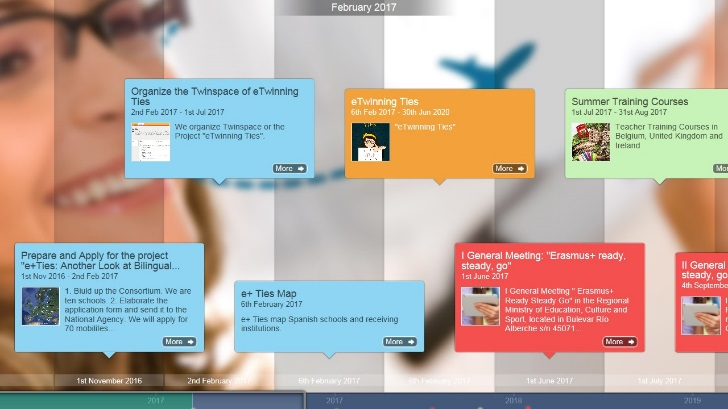 February 2017
Organize the Twinspace of eTwinning
Ties
2nd Feb 2017 - 1st Jul 2017
We organize Twinspace or the
Project "eTwinning Ties".
More
eTwinning Ties
6th Feb 2017 - 30th Jun 2020
"eTwinning Ties"
More
Summer Training Courses
1st Jul 2017 - 31st Aug 2017
Teacher Training Courses in
Belgium, United Kingdom and
Ireland
Mo
Prepare and Apply for the project
"e+Ties: Another Look at Bilingual...
1st Nov 2016 - 2nd Feb 2017
1. Biuld up the Consortium. We are
ten schools. 2. Elaborate the
application form and send it to the
National Agency. We will apply for
70 mobilites...
More
e+ Ties Map
6th February 2017
e+ Ties map Spanish schools and receiving
institutions.
More
I General Meeting: "Erasmus+ ready,
steady, go"
1st June 2017
I General Meeting " Erasmus+
Ready Steady Go" in the Regional
Ministry of Education, Culture and
Sport, located in Bulevar Río
Alberche s/n 45071...
More
II General
steady, go
4th Septembe
1st November 2016
2nd February
6th February 2017
6th February 2017
1st June 2017
1st July 2017
2017
2017
2018
2019